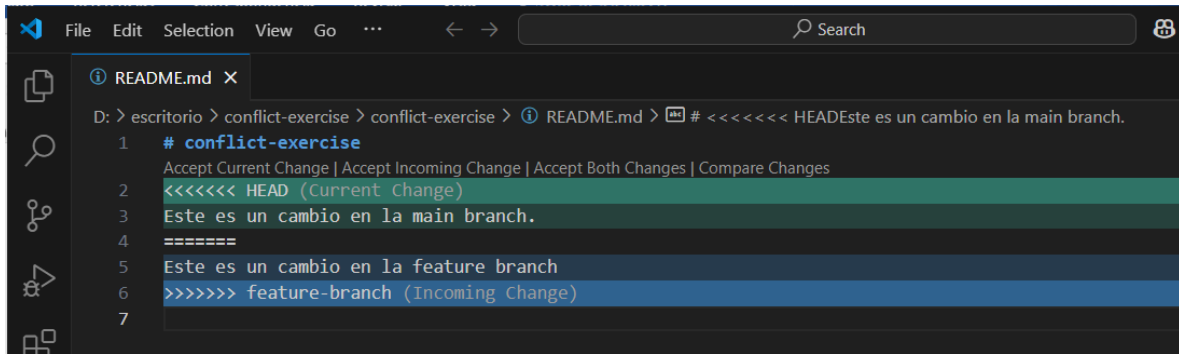 File Edit Selection View Go ··· ← → Search
README.md ×
D: > escritorio > conflict-exercise > conflict-exercise > README.md > # <<<<<<< HEADEste es un cambio en la main branch.
1 # conflict-exercise
Accept Current Change | Accept Incoming Change | Accept Both Changes | Compare Changes
2 <<<<<<< HEAD (Current Change)
3 Este es un cambio en la main branch.
4 =======
5 Este es un cambio en la feature branch
6 >>>>>>> feature-branch (Incoming Change)
7